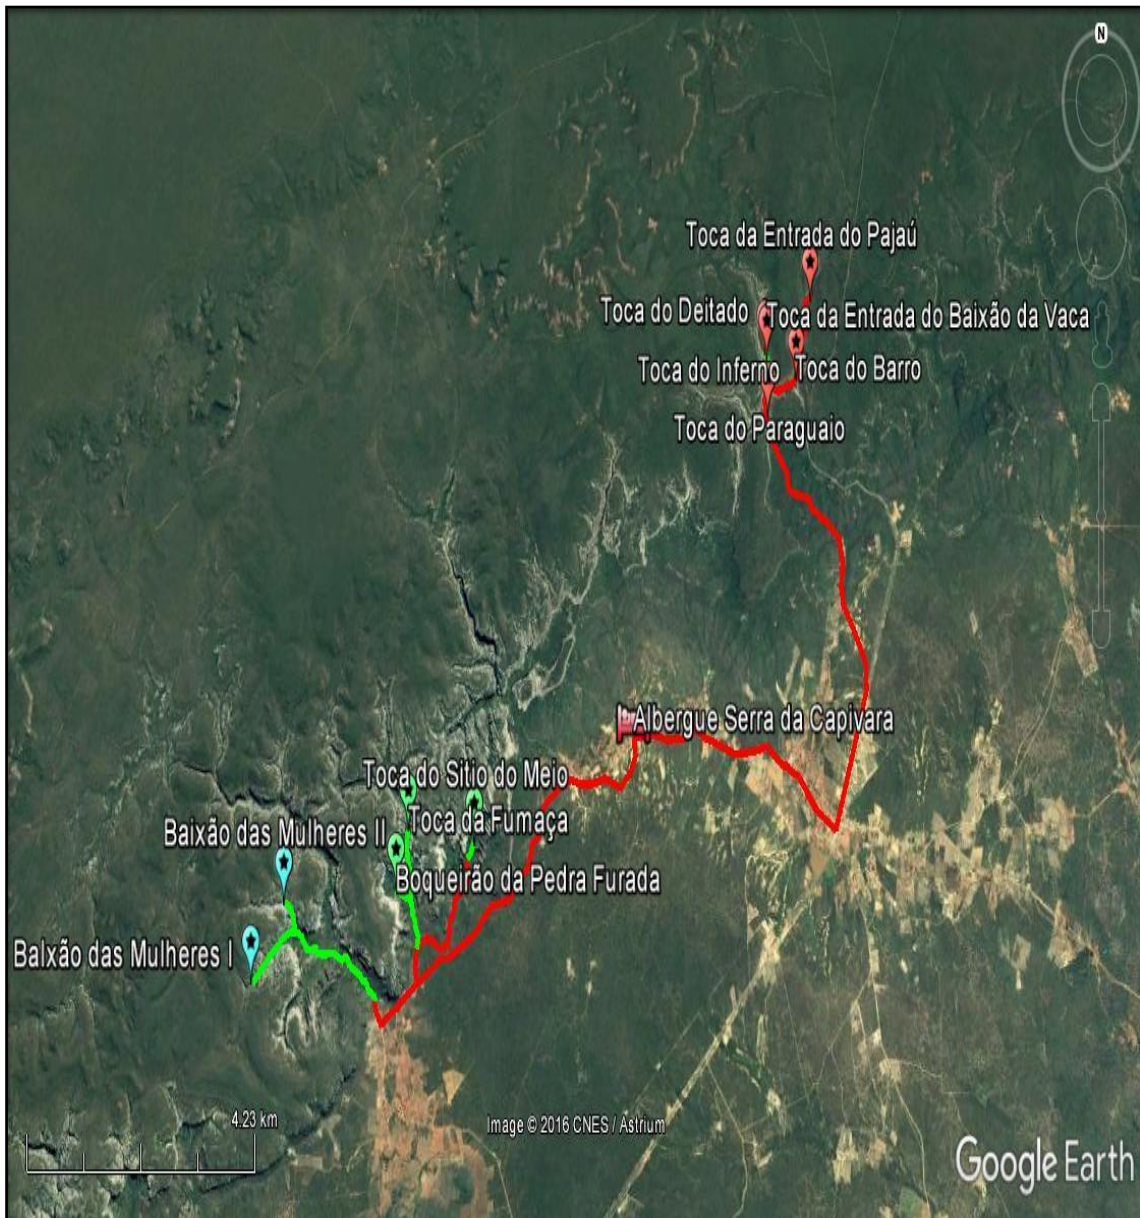 N
Toca da Entrada do Pajaú
Toca do Deitado
Toca da Entrada do Baixão da Vaca
Toca do Inferno
Toca do Barro
Toca do Paraguaio
Albergue Serra da Capivara
Toca do Sítio do Meio
Toca da Fumaça
Baixão das Mulheres II
Boqueirão da Pedra Furada
Baixão das Mulheres I
4.23 km
Image © 2016 CNES / Astrium
Google Earth